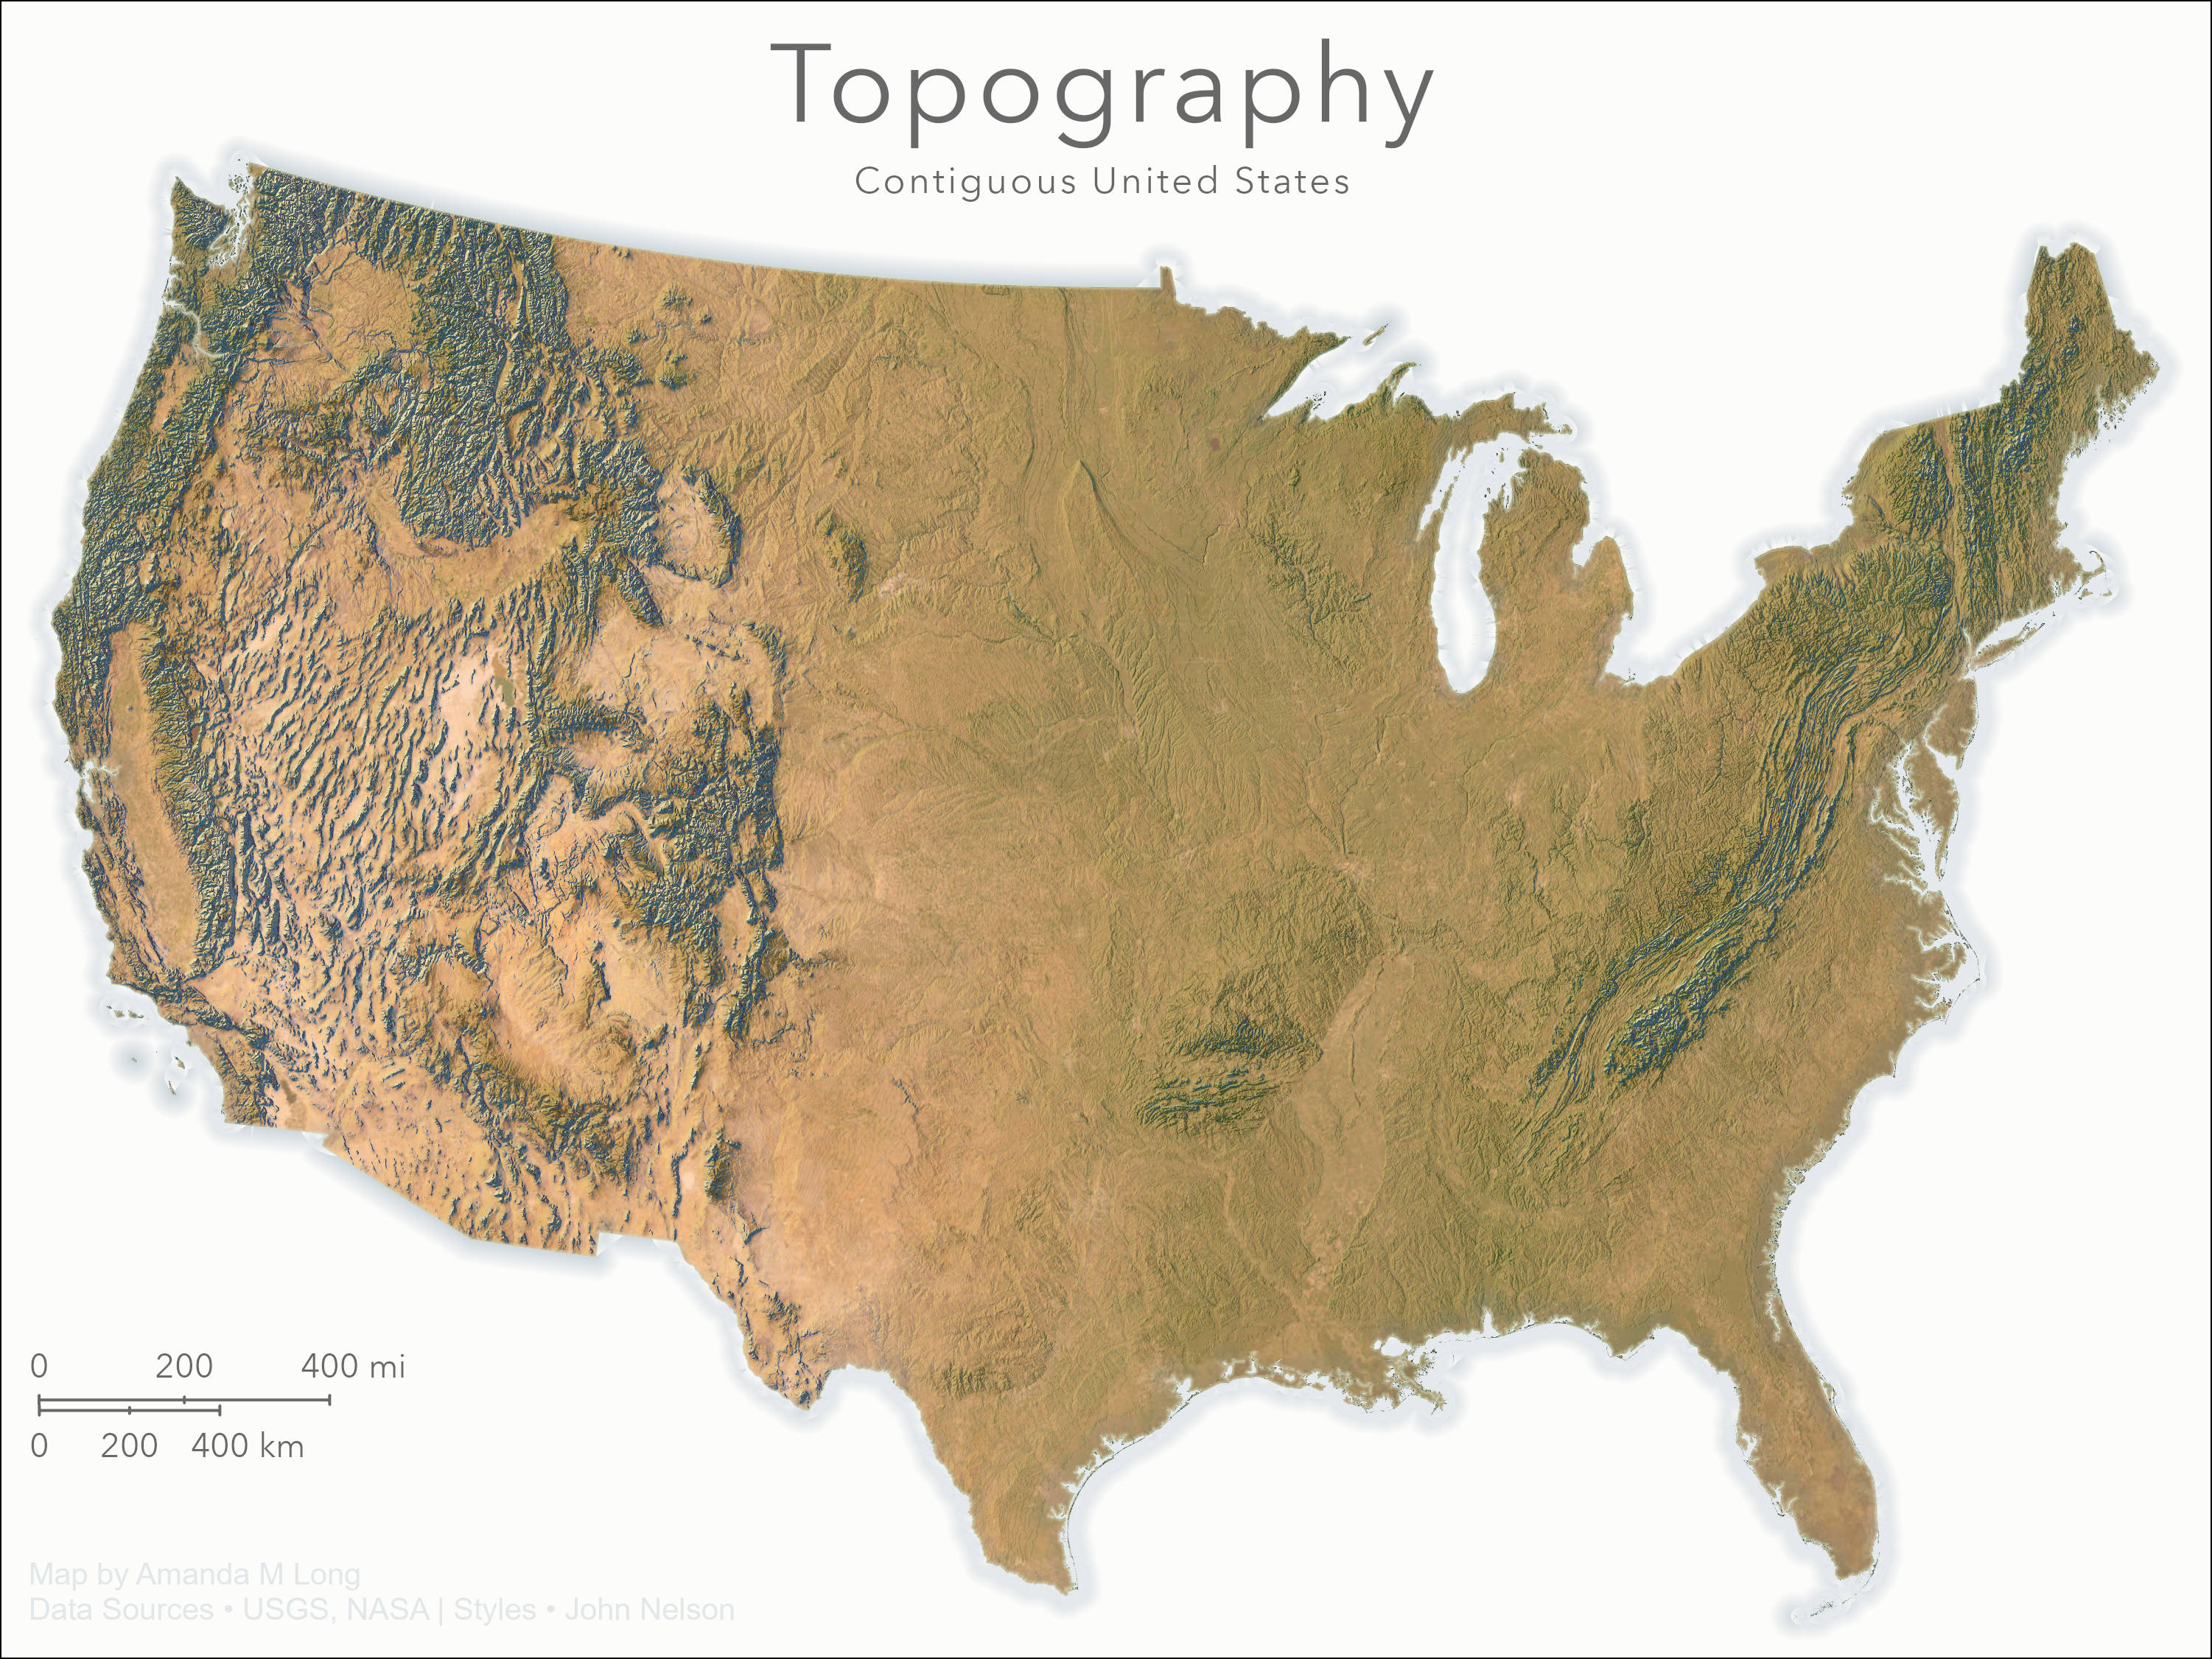 Topography
Contiguous United States
0 200 400 mi
0 200 400 km
Map by Amanda M Long
Data Sources • USGS, NASA | Styles • John Nelson